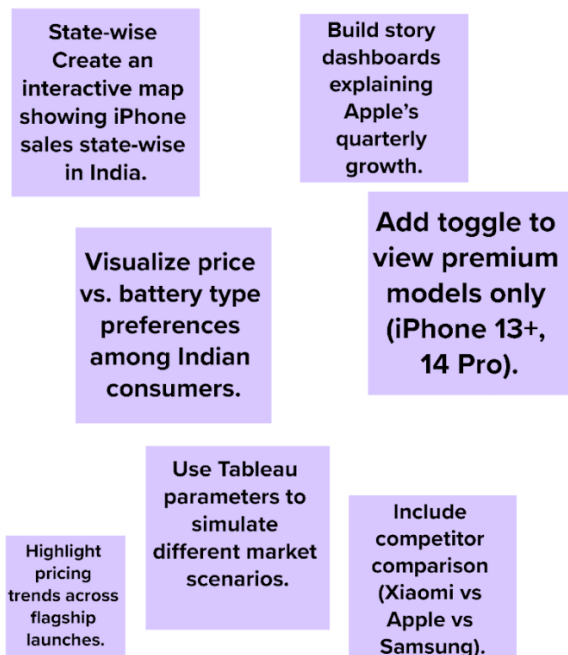 State-wise
Create an
interactive map
showing iPhone
sales state-wise
in India.
Build story
dashboards
explaining
Apple's
quarterly
growth.
Visualize price
vs. battery type
preferences
among Indian
consumers.
Add toggle to
view premium
models only
(iPhone 13+,
14 Pro).
Use Tableau
parameters to
simulate
different market
scenarios.
Highlight
pricing
trends across
flagship
launches.
Include
competitor
comparison
(Xiaomi vs
Apple vs
Samsung).